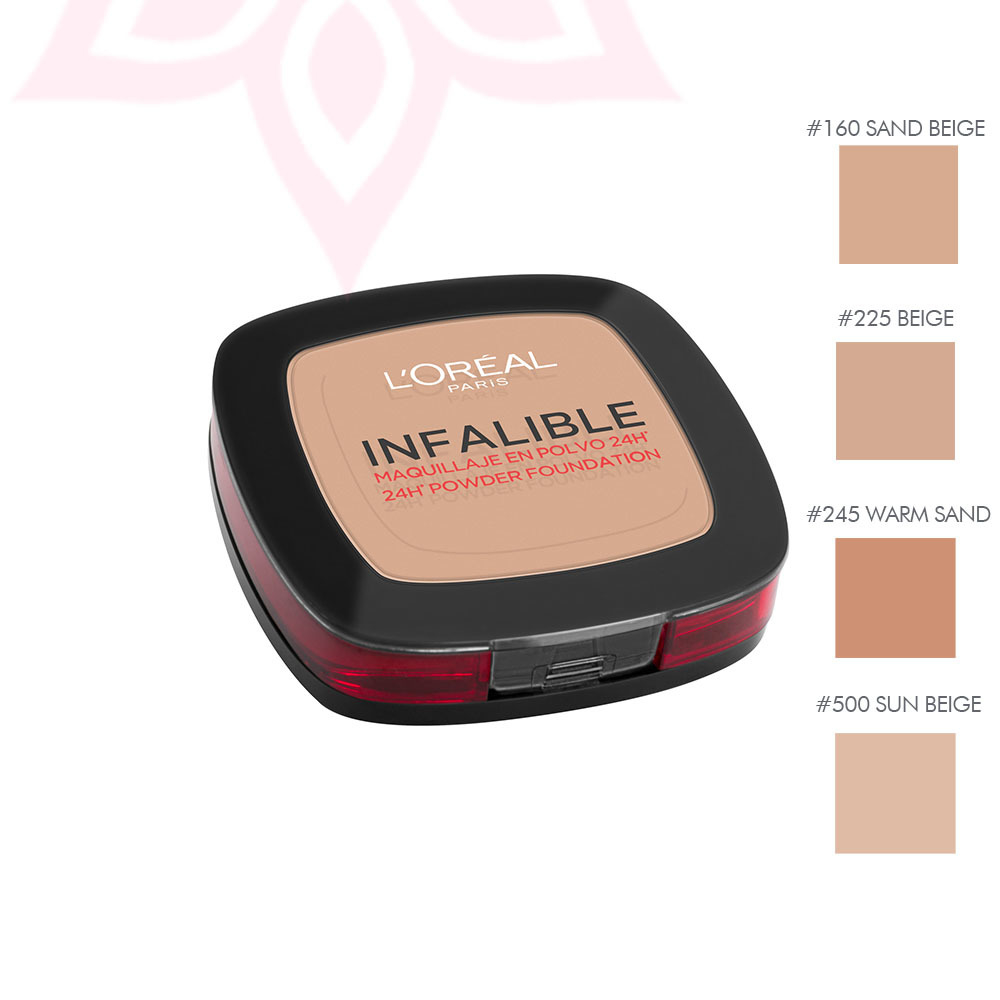 L'ORÉAL
PARIS
INFALIBLE
MAQUILLAJE EN POLVO 24H*
24H* POWDER FOUNDATION
#160 SAND BEIGE
#225 BEIGE
#245 WARM SAND
#500 SUN BEIGE